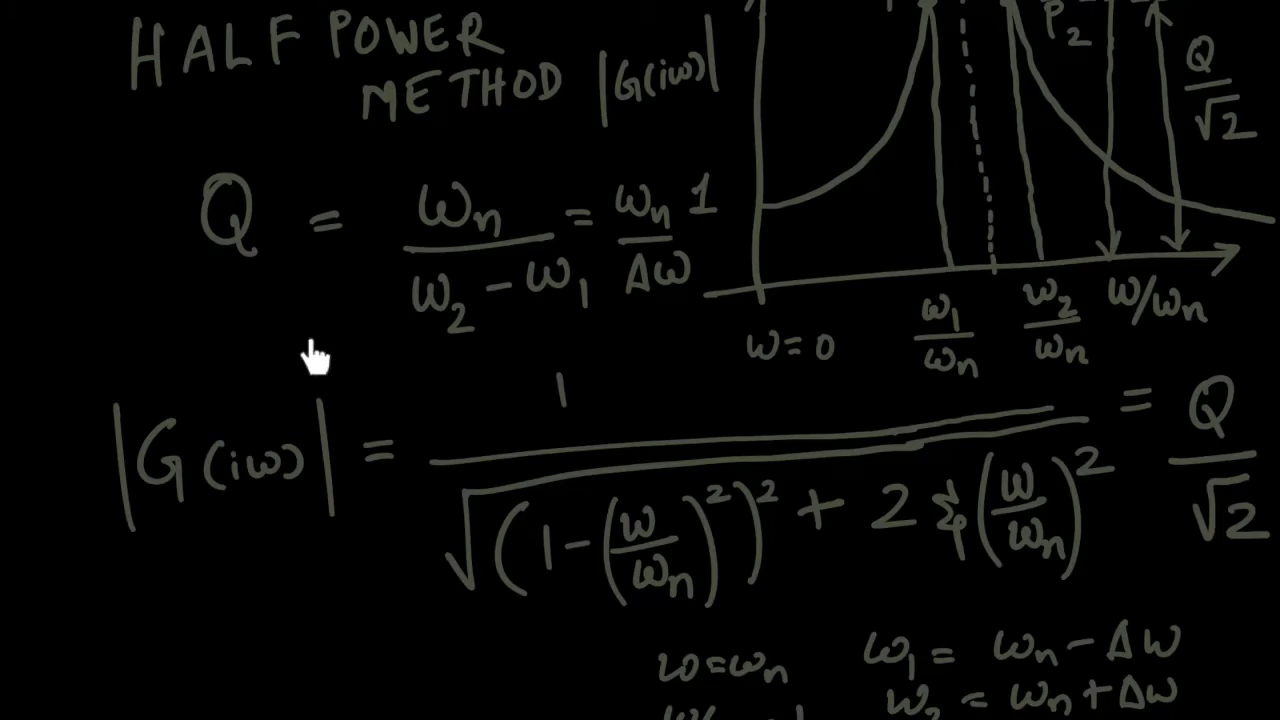 HALF POWER
METHOD |G(iω)|
P2
Q/√2
Q = ωn/(ω2 - ω1) = ωn/Δω 1
ω=0 ω1/ωn ω2/ωn ω/ωn
|G(iω)| = 1/√((1-(ω/ωn)²)² + 2ξ(ω/ωn)²) = Q/√2
ω=ωn ω1 = ωn - Δω
ω2 = ωn + Δω